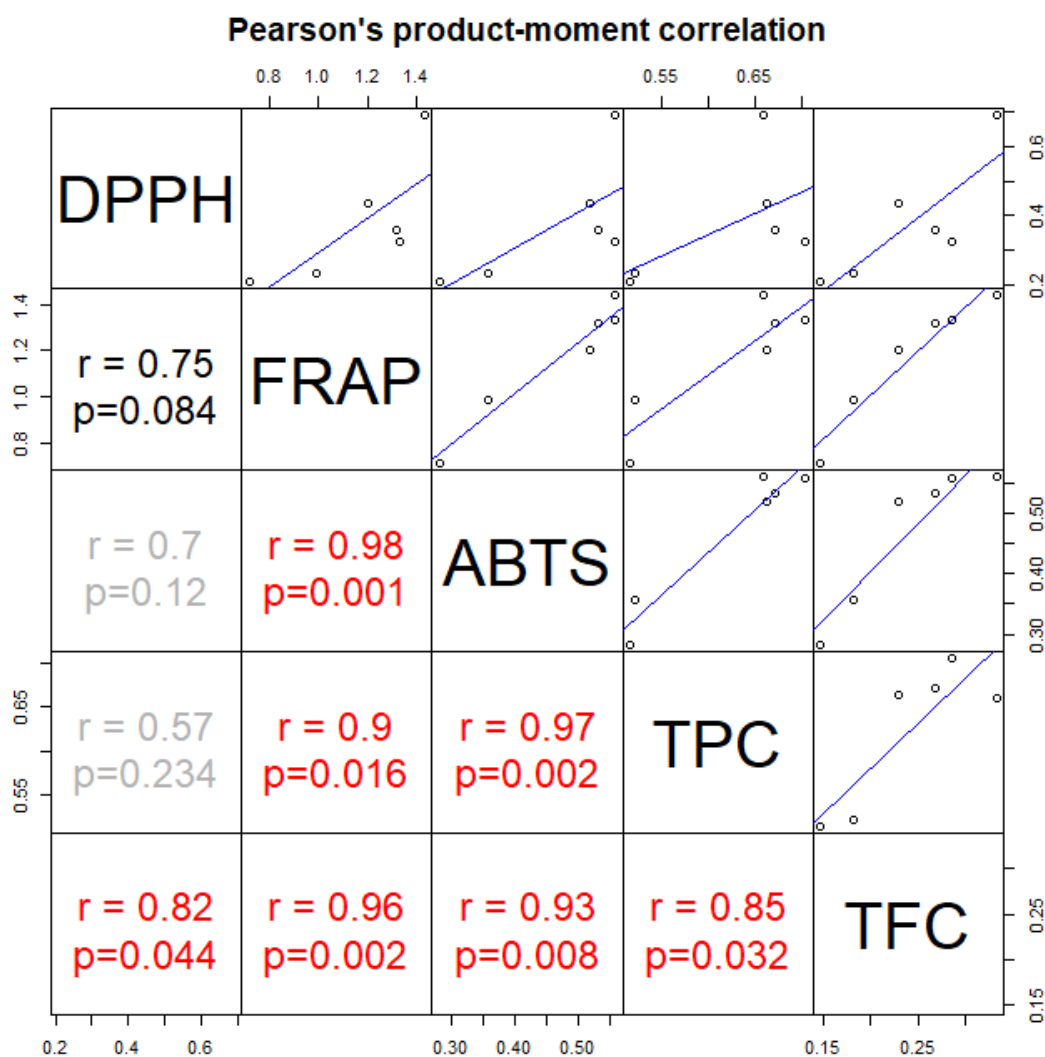 Pearson's product-moment correlation
0.8 1.0 1.2 1.4 0.55 0.65
DPPH
0.2 0.4 0.6
0.8 1.0 1.2 1.4
r = 0.75
p=0.084
FRAP
r = 0.7
p=0.12
r = 0.98
p=0.001
ABTS
0.30 0.40 0.50
0.55 0.65
r = 0.57
p=0.234
r = 0.9
p=0.016
r = 0.97
p=0.002
TPC
r = 0.82
p=0.044
r = 0.96
p=0.002
r = 0.93
p=0.008
r = 0.85
p=0.032
TFC
0.15 0.25
0.2 0.4 0.6 0.30 0.40 0.50 0.15 0.25